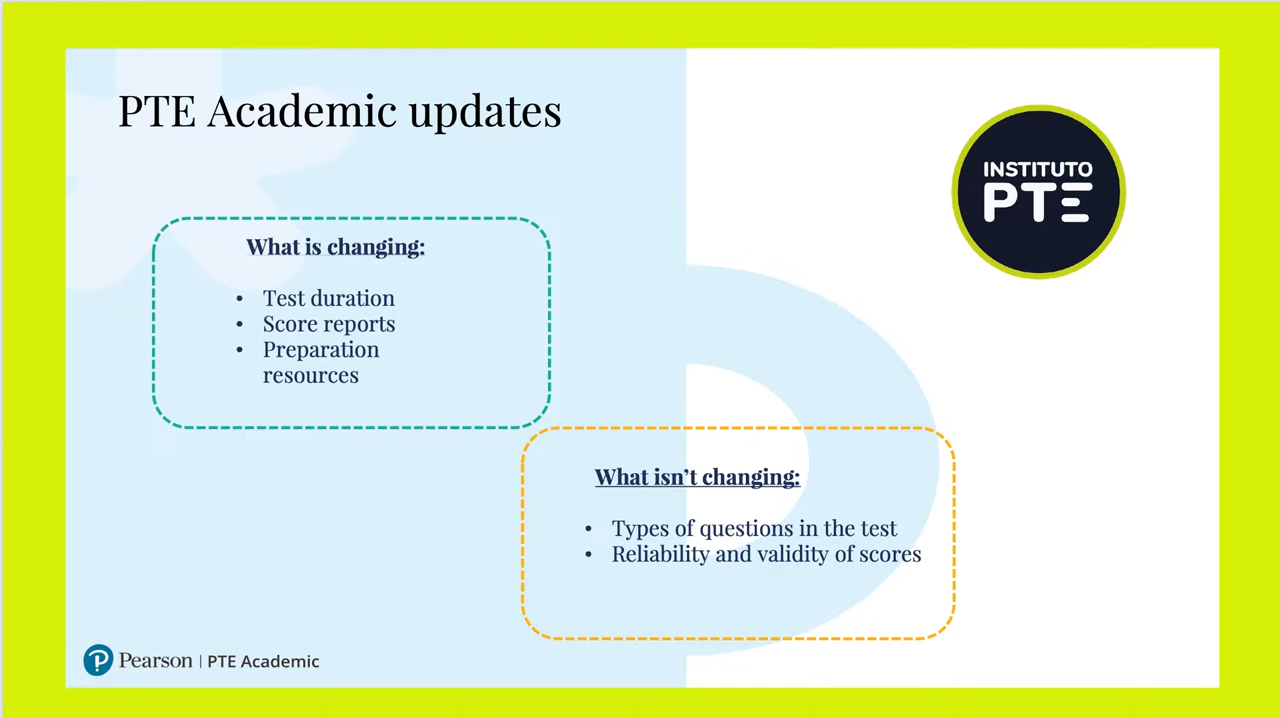 PTE Academic updates
INSTITUTO
PTE
What is changing:
• Test duration
• Score reports
• Preparation
resources
What isn’t changing:
• Types of questions in the test
• Reliability and validity of scores
Pearson | PTE Academic